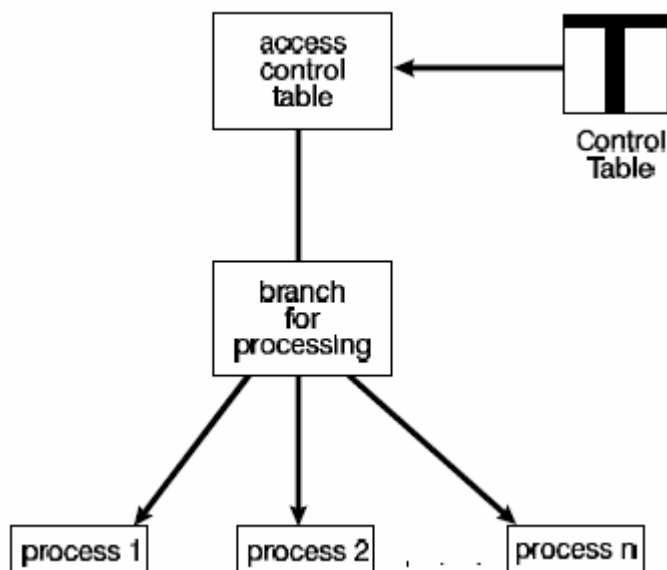 access
control
table
Control
Table
branch
for
processing
process 1
process 2
process n